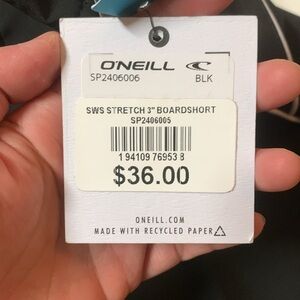 O'NEILL
SP2406006 BLK
SWS STRETCH 3" BOARDSHORT
SP2406005
1 94109 76953 8
$36.00
ONEILL.COM
MADE WITH RECYCLED PAPER